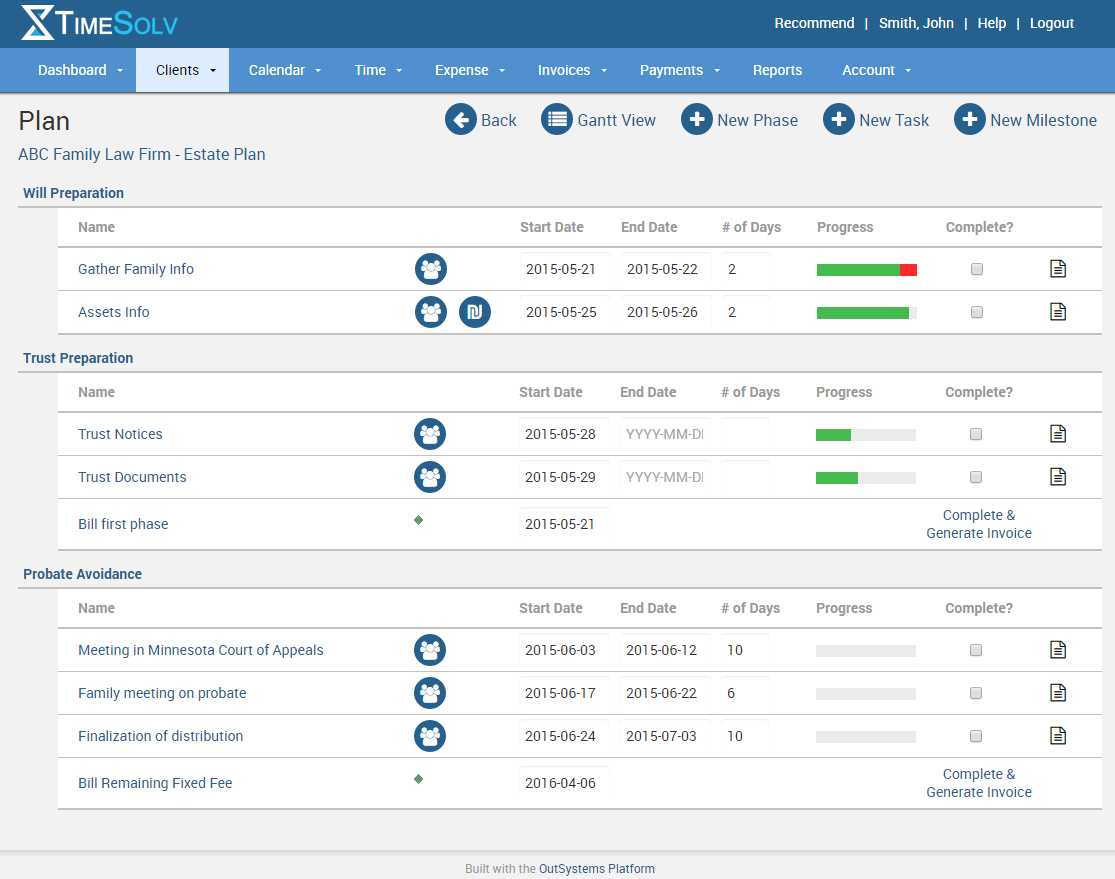 TimeSolv
Recommend | Smith, John | Help | Logout
Dashboard Clients Calendar Time Expense Invoices Payments Reports Account
Plan
Back Gantt View New Phase New Task New Milestone
ABC Family Law Firm - Estate Plan
Will Preparation
Name Start Date End Date # of Days Progress Complete?
Gather Family Info 2015-05-21 2015-05-22 2
Assets Info 2015-05-25 2015-05-26 2
Trust Preparation
Name Start Date End Date # of Days Progress Complete?
Trust Notices 2015-05-28 YYYY-MM-D
Trust Documents 2015-05-29 YYYY-MM-D
Bill first phase 2015-05-21 Complete &
Generate Invoice
Probate Avoidance
Name Start Date End Date # of Days Progress Complete?
Meeting in Minnesota Court of Appeals 2015-06-03 2015-06-12 10
Family meeting on probate 2015-06-17 2015-06-22 6
Finalization of distribution 2015-06-24 2015-07-03 10
Bill Remaining Fixed Fee 2016-04-06 Complete &
Generate Invoice
Built with the OutSystems Platform